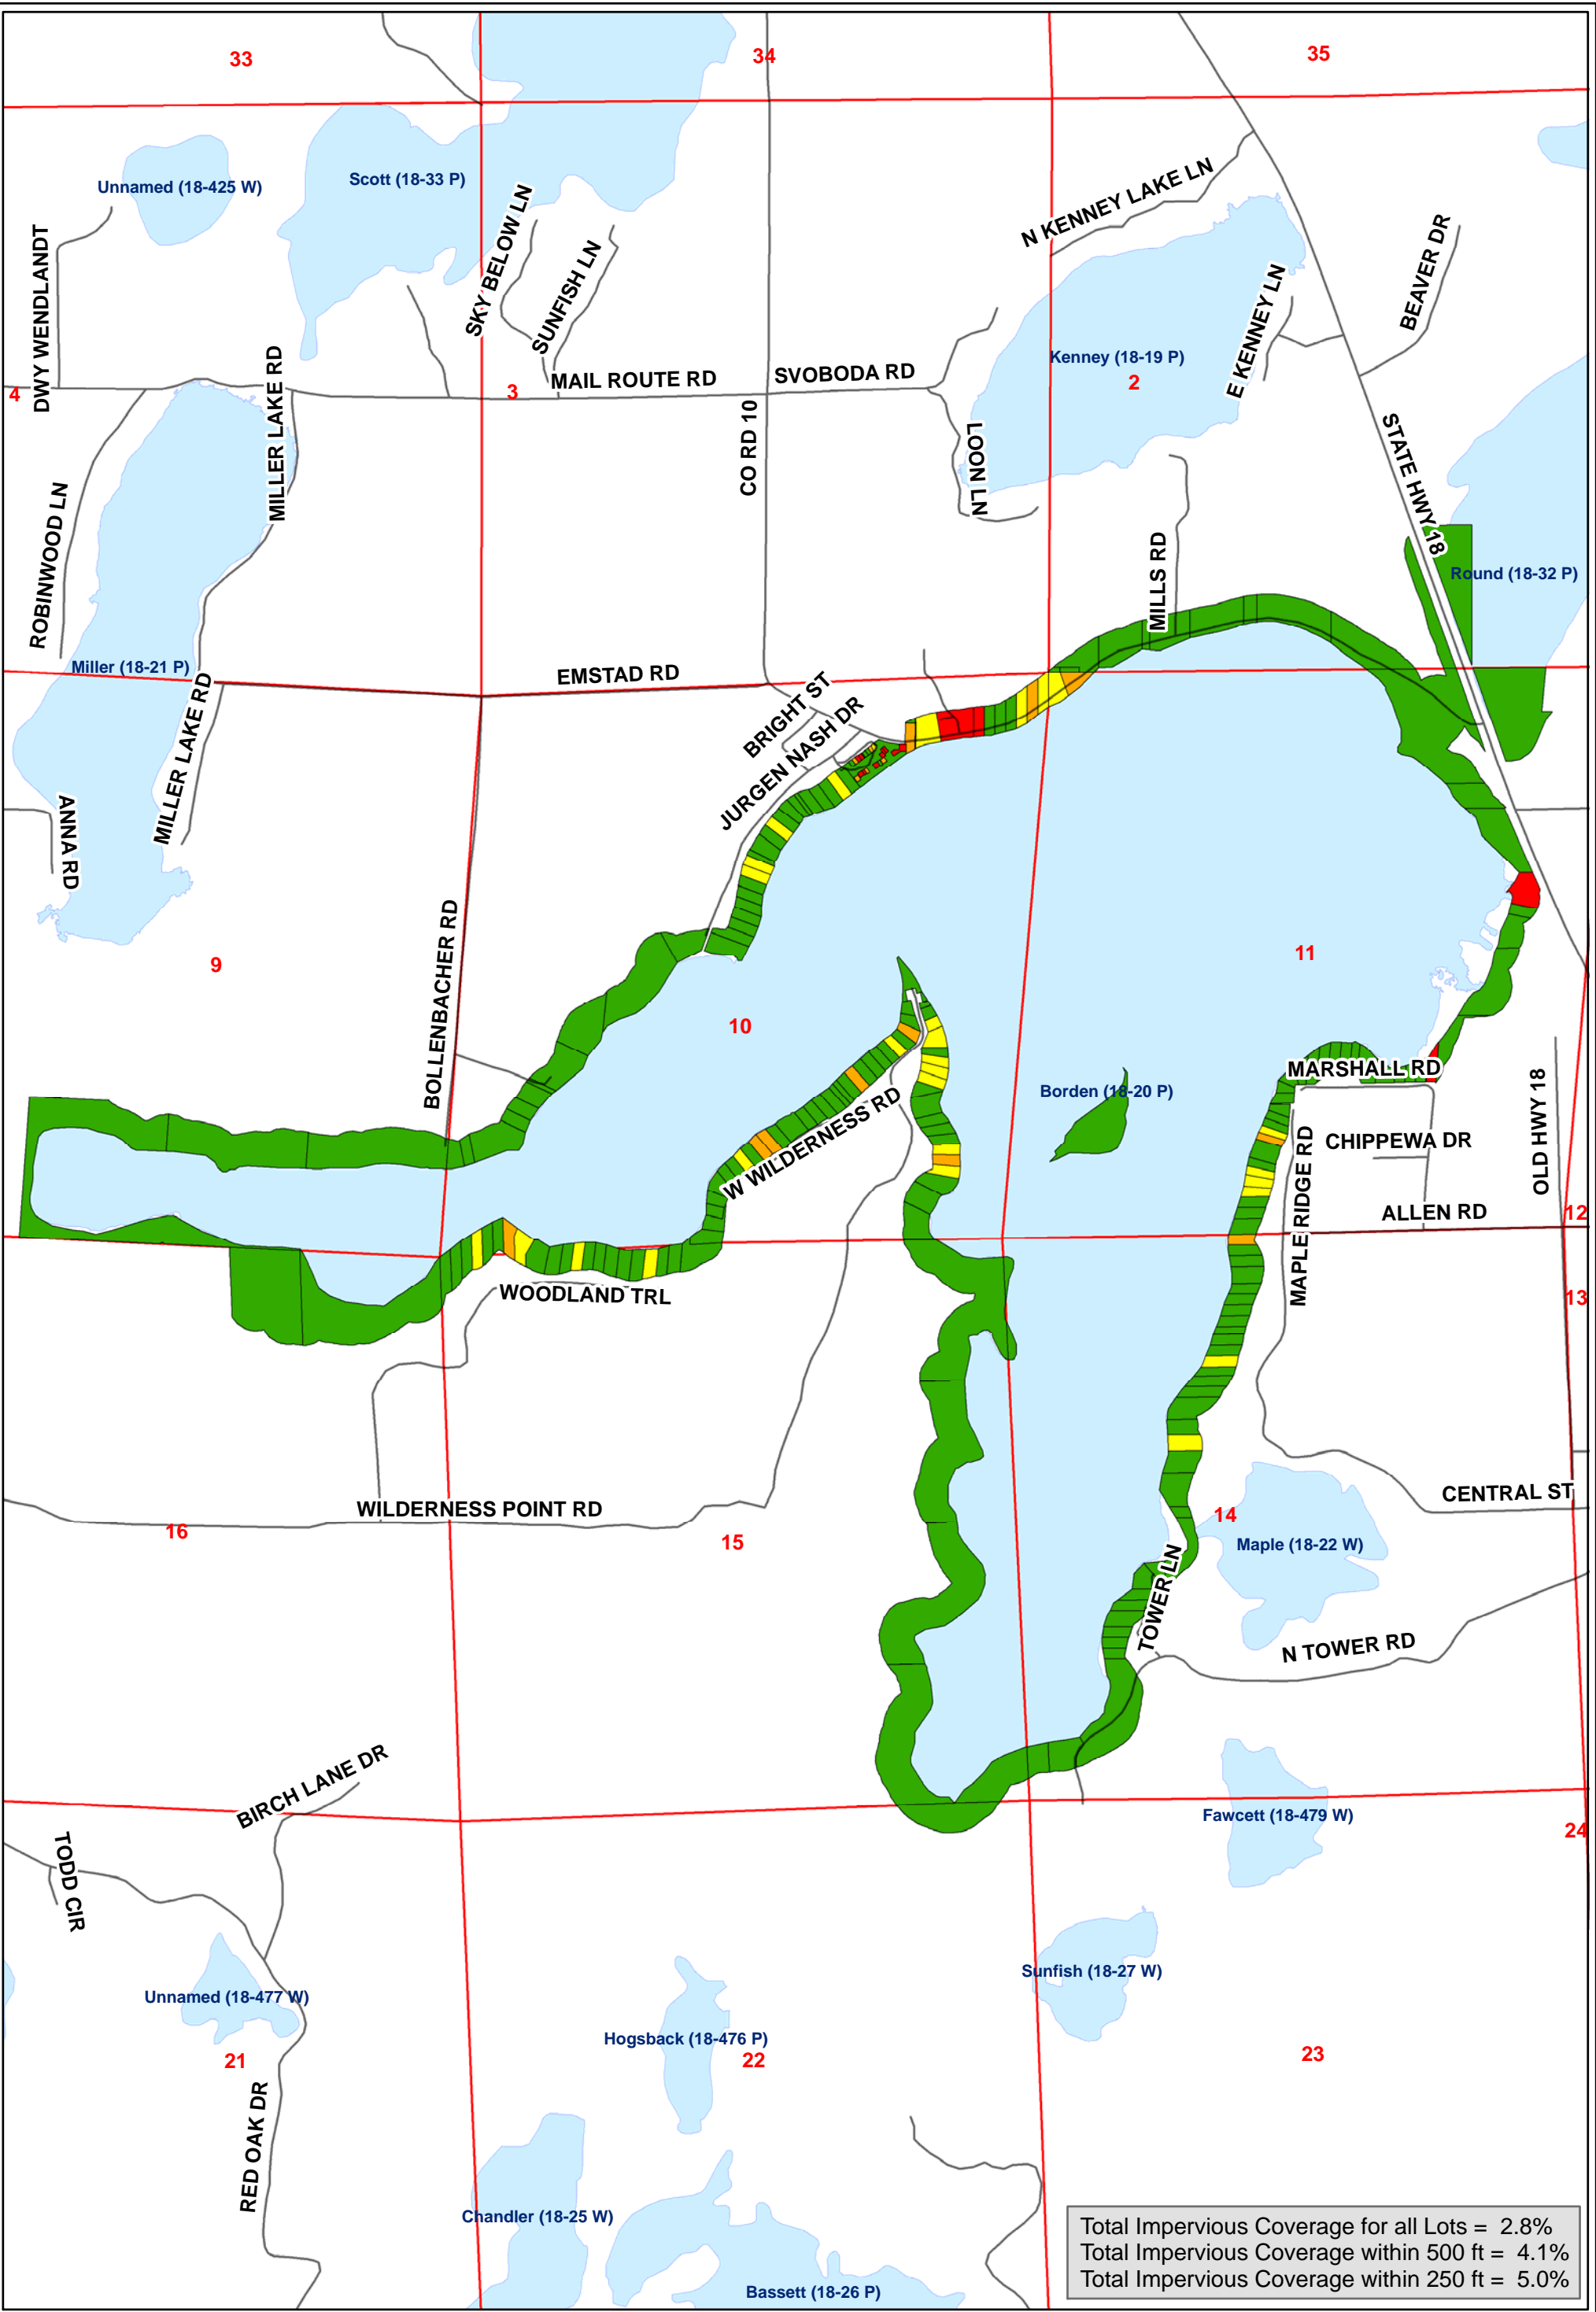 33
34
35
Unnamed (18-425 W)
Scott (18-33 P)
N KENNEY LAKE LN
DWY WENDLANDT
SKY BELOW LN
SUNFISH LN
BEAVER DR
E KENNEY LN
Kenney (18-19 P)
2
4
3
MAIL ROUTE RD
SVOBODA RD
MILLER LAKE RD
CO RD 10
LOON LN
STATE HWY 18
ROBINWOOD LN
MILLS RD
Round (18-32 P)
Miller (18-21 P)
EMSTAD RD
MILLER LAKE RD
BRIGHT ST
JURGEN NASH DR
ANNA RD
BOLLENBACHER RD
9
10
11
MARSHALL RD
Borden (18-20 P)
W WILDERNESS RD
CHIPPEWA DR
OLD HWY 18
MAPLE RIDGE RD
ALLEN RD
12
13
WOODLAND TRL
WILDERNESS POINT RD
CENTRAL ST
16
15
14
Maple (18-22 W)
TOWER LN
N TOWER RD
BIRCH LANE DR
Fawcett (18-479 W)
24
TODD CIR
Unnamed (18-477 W)
Sunfish (18-27 W)
Hogsback (18-476 P)
21
22
23
RED OAK DR
Chandler (18-25 W)
Bassett (18-26 P)
Total Impervious Coverage for all Lots = 2.8%
Total Impervious Coverage within 500 ft = 4.1%
Total Impervious Coverage within 250 ft = 5.0%